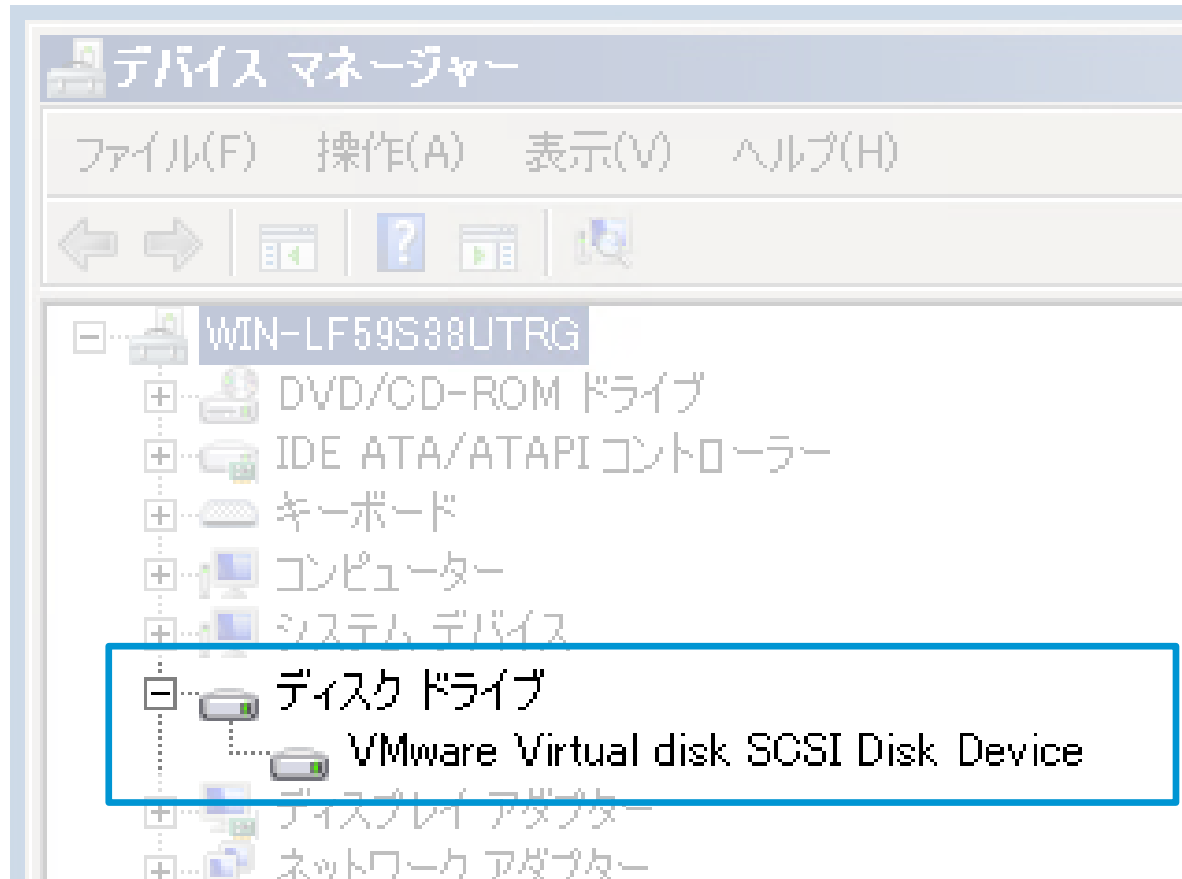 デバイス マネージャー
ファイル(F) 操作(A) 表示(V) ヘルプ(H)
WIN-LF59S38UTRG
DVD/CD-ROM ドライブ
IDE ATA/ATAPI コントローラー
キーボード
コンピューター
システム デバイス
ディスク ドライブ
VMware Virtual disk SCSI Disk Device
ディスプレイ アダプター
ネットワーク アダプター